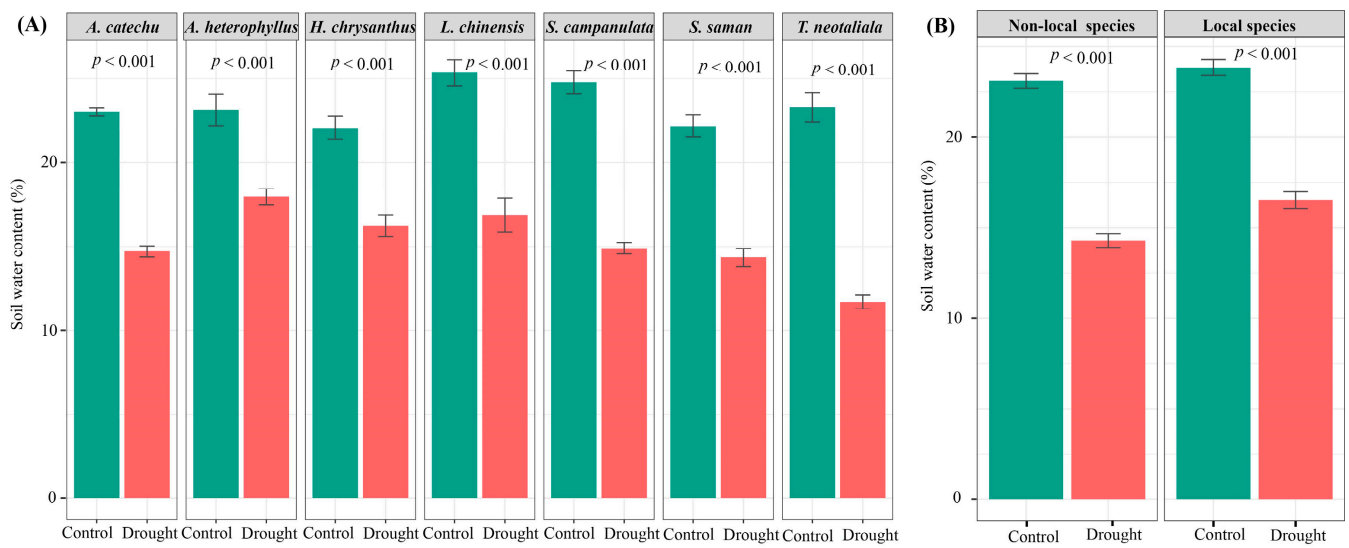 (A)
A. catechu A. heterophyllus H. chrysanthus L. chinensis S. campanulata S. saman T. neotaliala
p < 0.001 p < 0.001 p < 0.001 p < 0.001 p < 0.001 p < 0.001 p < 0.001
Soil water content (%)
20
10
0
Control Drought Control Drought Control Drought Control Drought Control Drought Control Drought Control Drought
(B)
Non-local species Local species
p < 0.001 p < 0.001
Soil water content (%)
20
10
0
Control Drought Control Drought